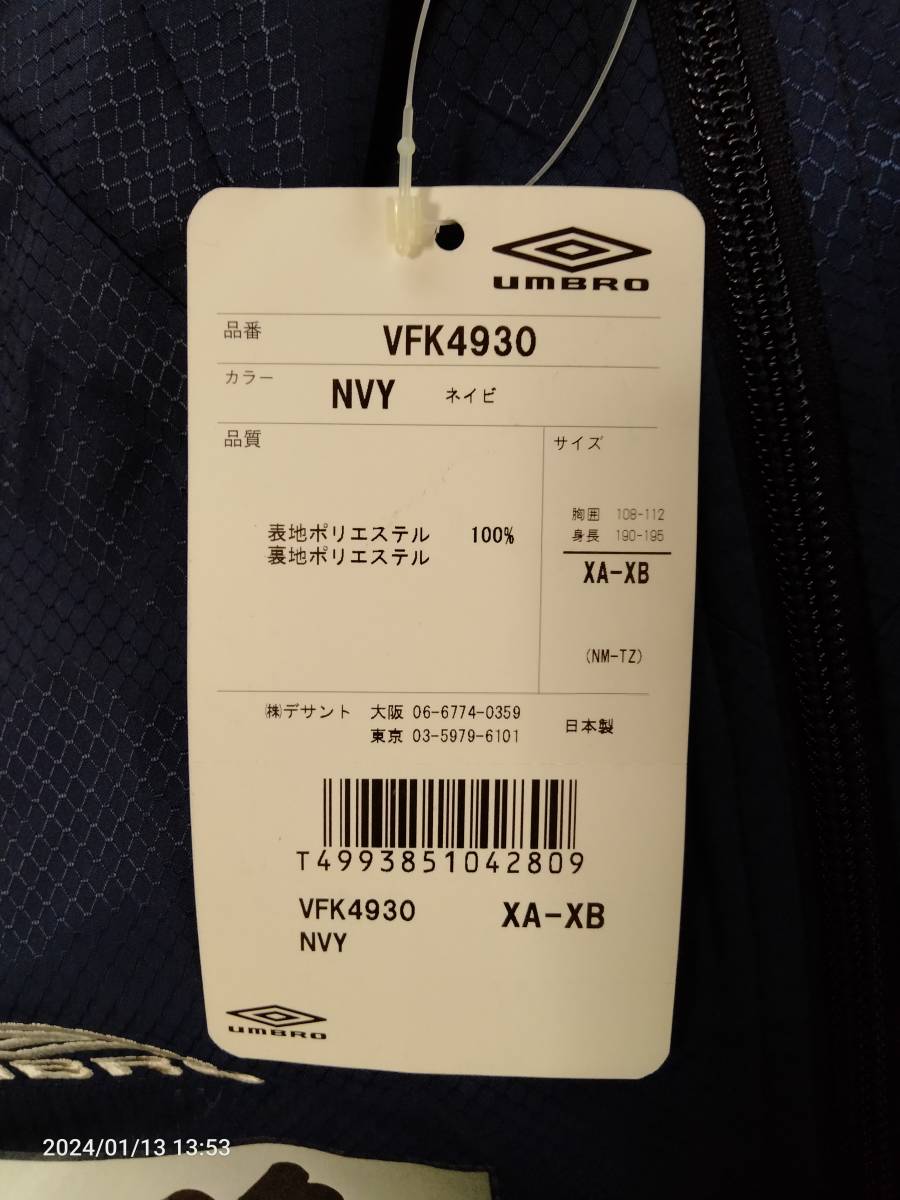 UMBRO
品番 VFK4930
カラー NVY ネイビ
品質
サイズ
表地ポリエステル 100%
裏地ポリエステル
胸囲 108-112
身長 190-195
XA-XB
(NM-TZ)
㈱デサント 大阪 06-6774-0359
東京 03-5979-6101
日本製
T4993851042809
VFK4930 XA-XB
NVY
UMBRO
2024/01/13 13:53